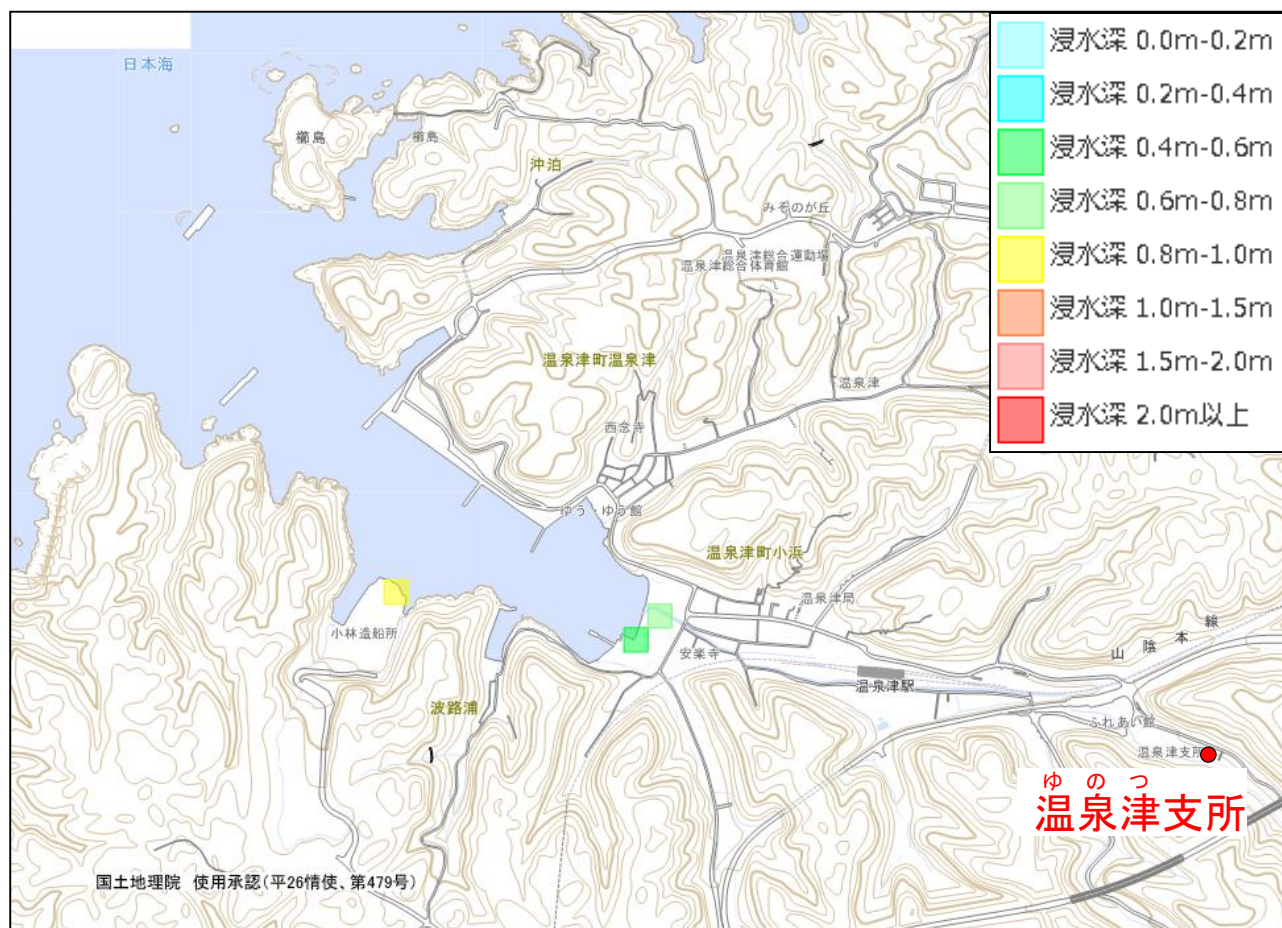 日本海
櫛島
櫛島
沖泊
みそのが丘
温泉津総合運動場
温泉津総合体育館
温泉津町温泉津
温泉津
西念寺
ゆう・ゆう館
温泉津町小浜
温泉津局
小林造船所
安楽寺
山陰本線
温泉津駅
波路浦
ふれあい館
温泉津支所
ゆのつ
温泉津支所
国土地理院 使用承認(平26情使、第479号)
浸水深 0.0m-0.2m
浸水深 0.2m-0.4m
浸水深 0.4m-0.6m
浸水深 0.6m-0.8m
浸水深 0.8m-1.0m
浸水深 1.0m-1.5m
浸水深 1.5m-2.0m
浸水深 2.0m以上